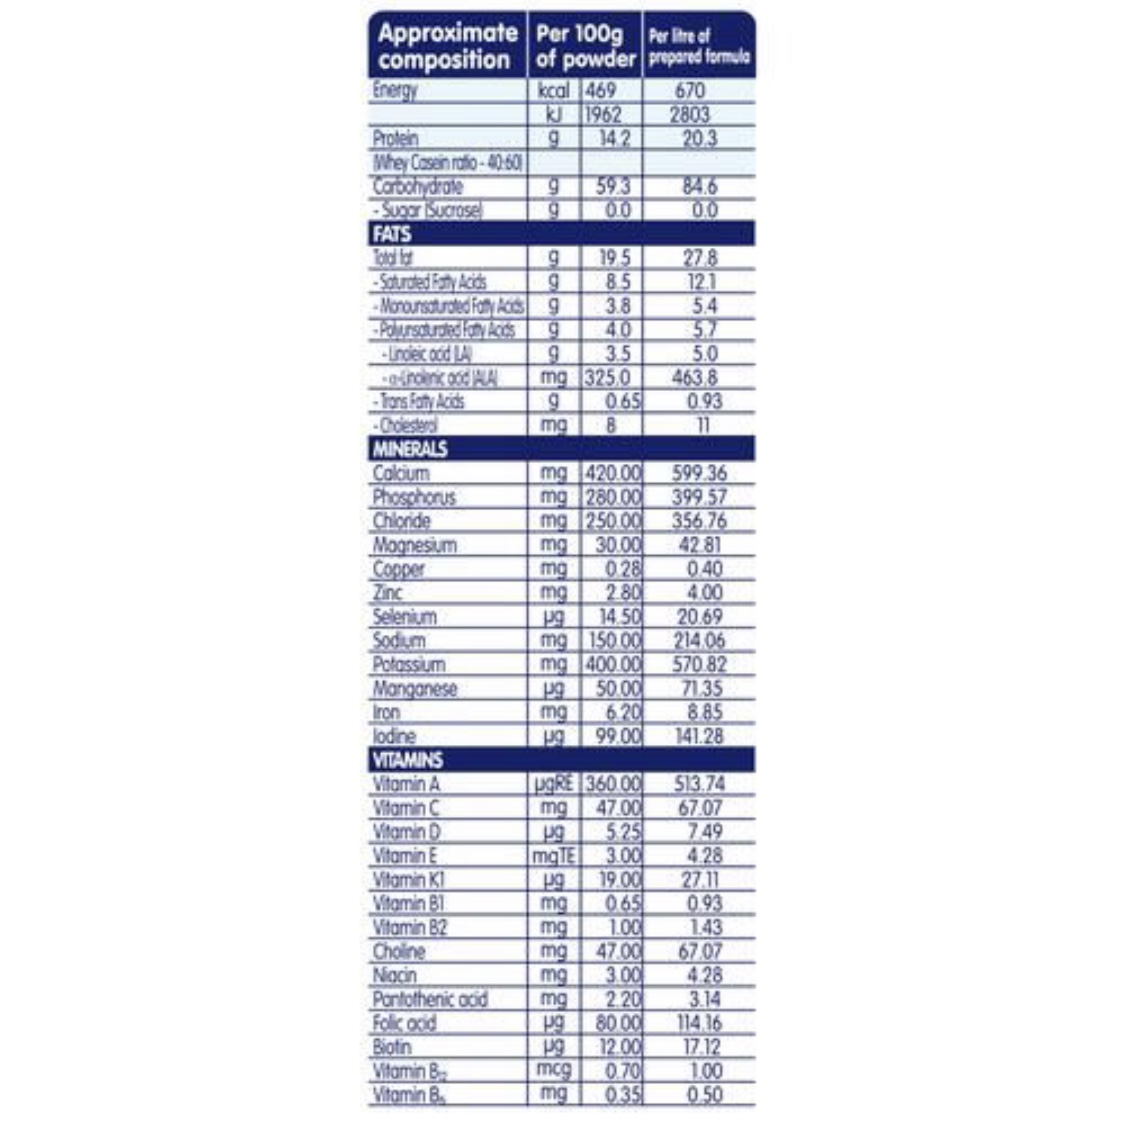 Approximate composition Per 100g of powder Per litre of prepared formula
Energy kcal 469 670
kJ 1962 2803
Protein g 14.2 20.3
(Whey Casein ratio - 40:60)
Carbohydrate g 59.3 84.6
- Sugar (Sucrose) g 0.0 0.0
FATS
Total fat g 19.5 27.8
- Saturated Fatty Acids g 8.5 12.1
- Monounsaturated Fatty Acids g 3.8 5.4
- Polyunsaturated Fatty Acids g 4.0 5.7
- Linoleic acid (LA) g 3.5 5.0
- α-Linolenic acid (ALA) mg 325.0 463.8
- Trans Fatty Acids g 0.65 0.93
- Cholesterol mg 8 11
MINERALS
Calcium mg 420.00 599.36
Phosphorus mg 280.00 399.57
Chloride mg 250.00 356.76
Magnesium mg 30.00 42.81
Copper mg 0.28 0.40
Zinc mg 2.80 4.00
Selenium µg 14.50 20.69
Sodium mg 150.00 214.06
Potassium mg 400.00 570.82
Manganese µg 50.00 71.35
Iron mg 6.20 8.85
Iodine µg 99.00 141.28
VITAMINS
Vitamin A µgRE 360.00 513.74
Vitamin C mg 47.00 67.07
Vitamin D µg 5.25 7.49
Vitamin E mgTE 3.00 4.28
Vitamin K1 µg 19.00 27.11
Vitamin B1 mg 0.65 0.93
Vitamin B2 mg 1.00 1.43
Choline mg 47.00 67.07
Niacin mg 3.00 4.28
Pantothenic acid mg 2.20 3.14
Folic acid µg 80.00 114.16
Biotin µg 12.00 17.12
Vitamin B₁₂ mcg 0.70 1.00
Vitamin B₆ mg 0.35 0.50